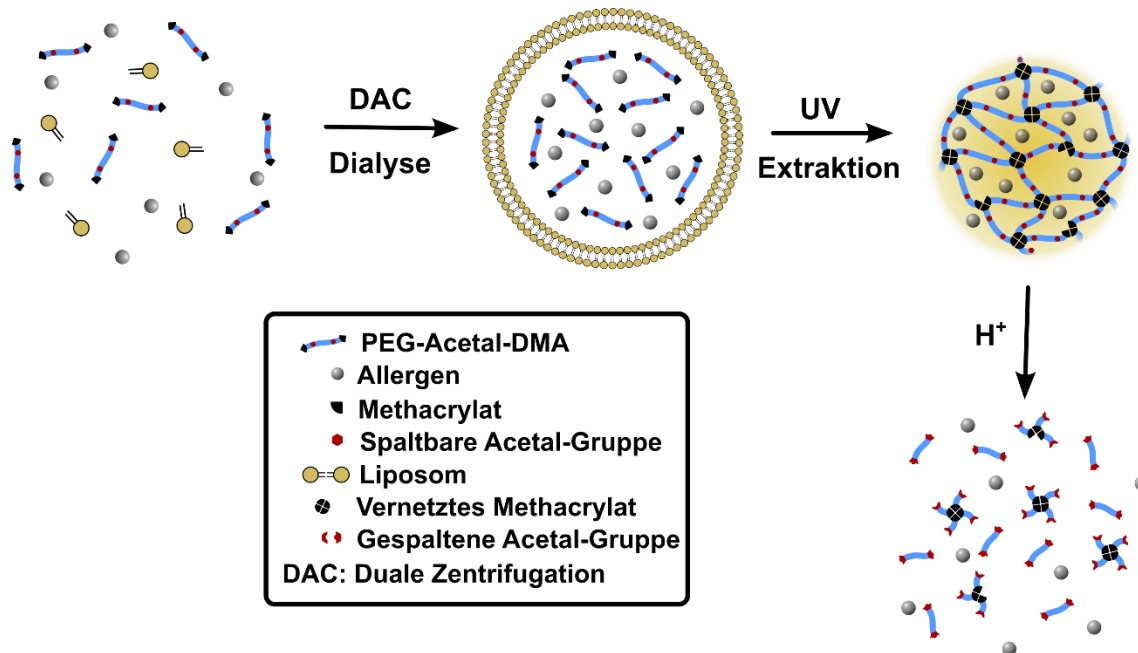 DAC
Dialyse
UV
Extraktion
H+
PEG-Acetal-DMA
Allergen
Methacrylat
Spaltbare Acetal-Gruppe
Liposom
Vernetztes Methacrylat
Gespaltene Acetal-Gruppe
DAC: Duale Zentrifugation